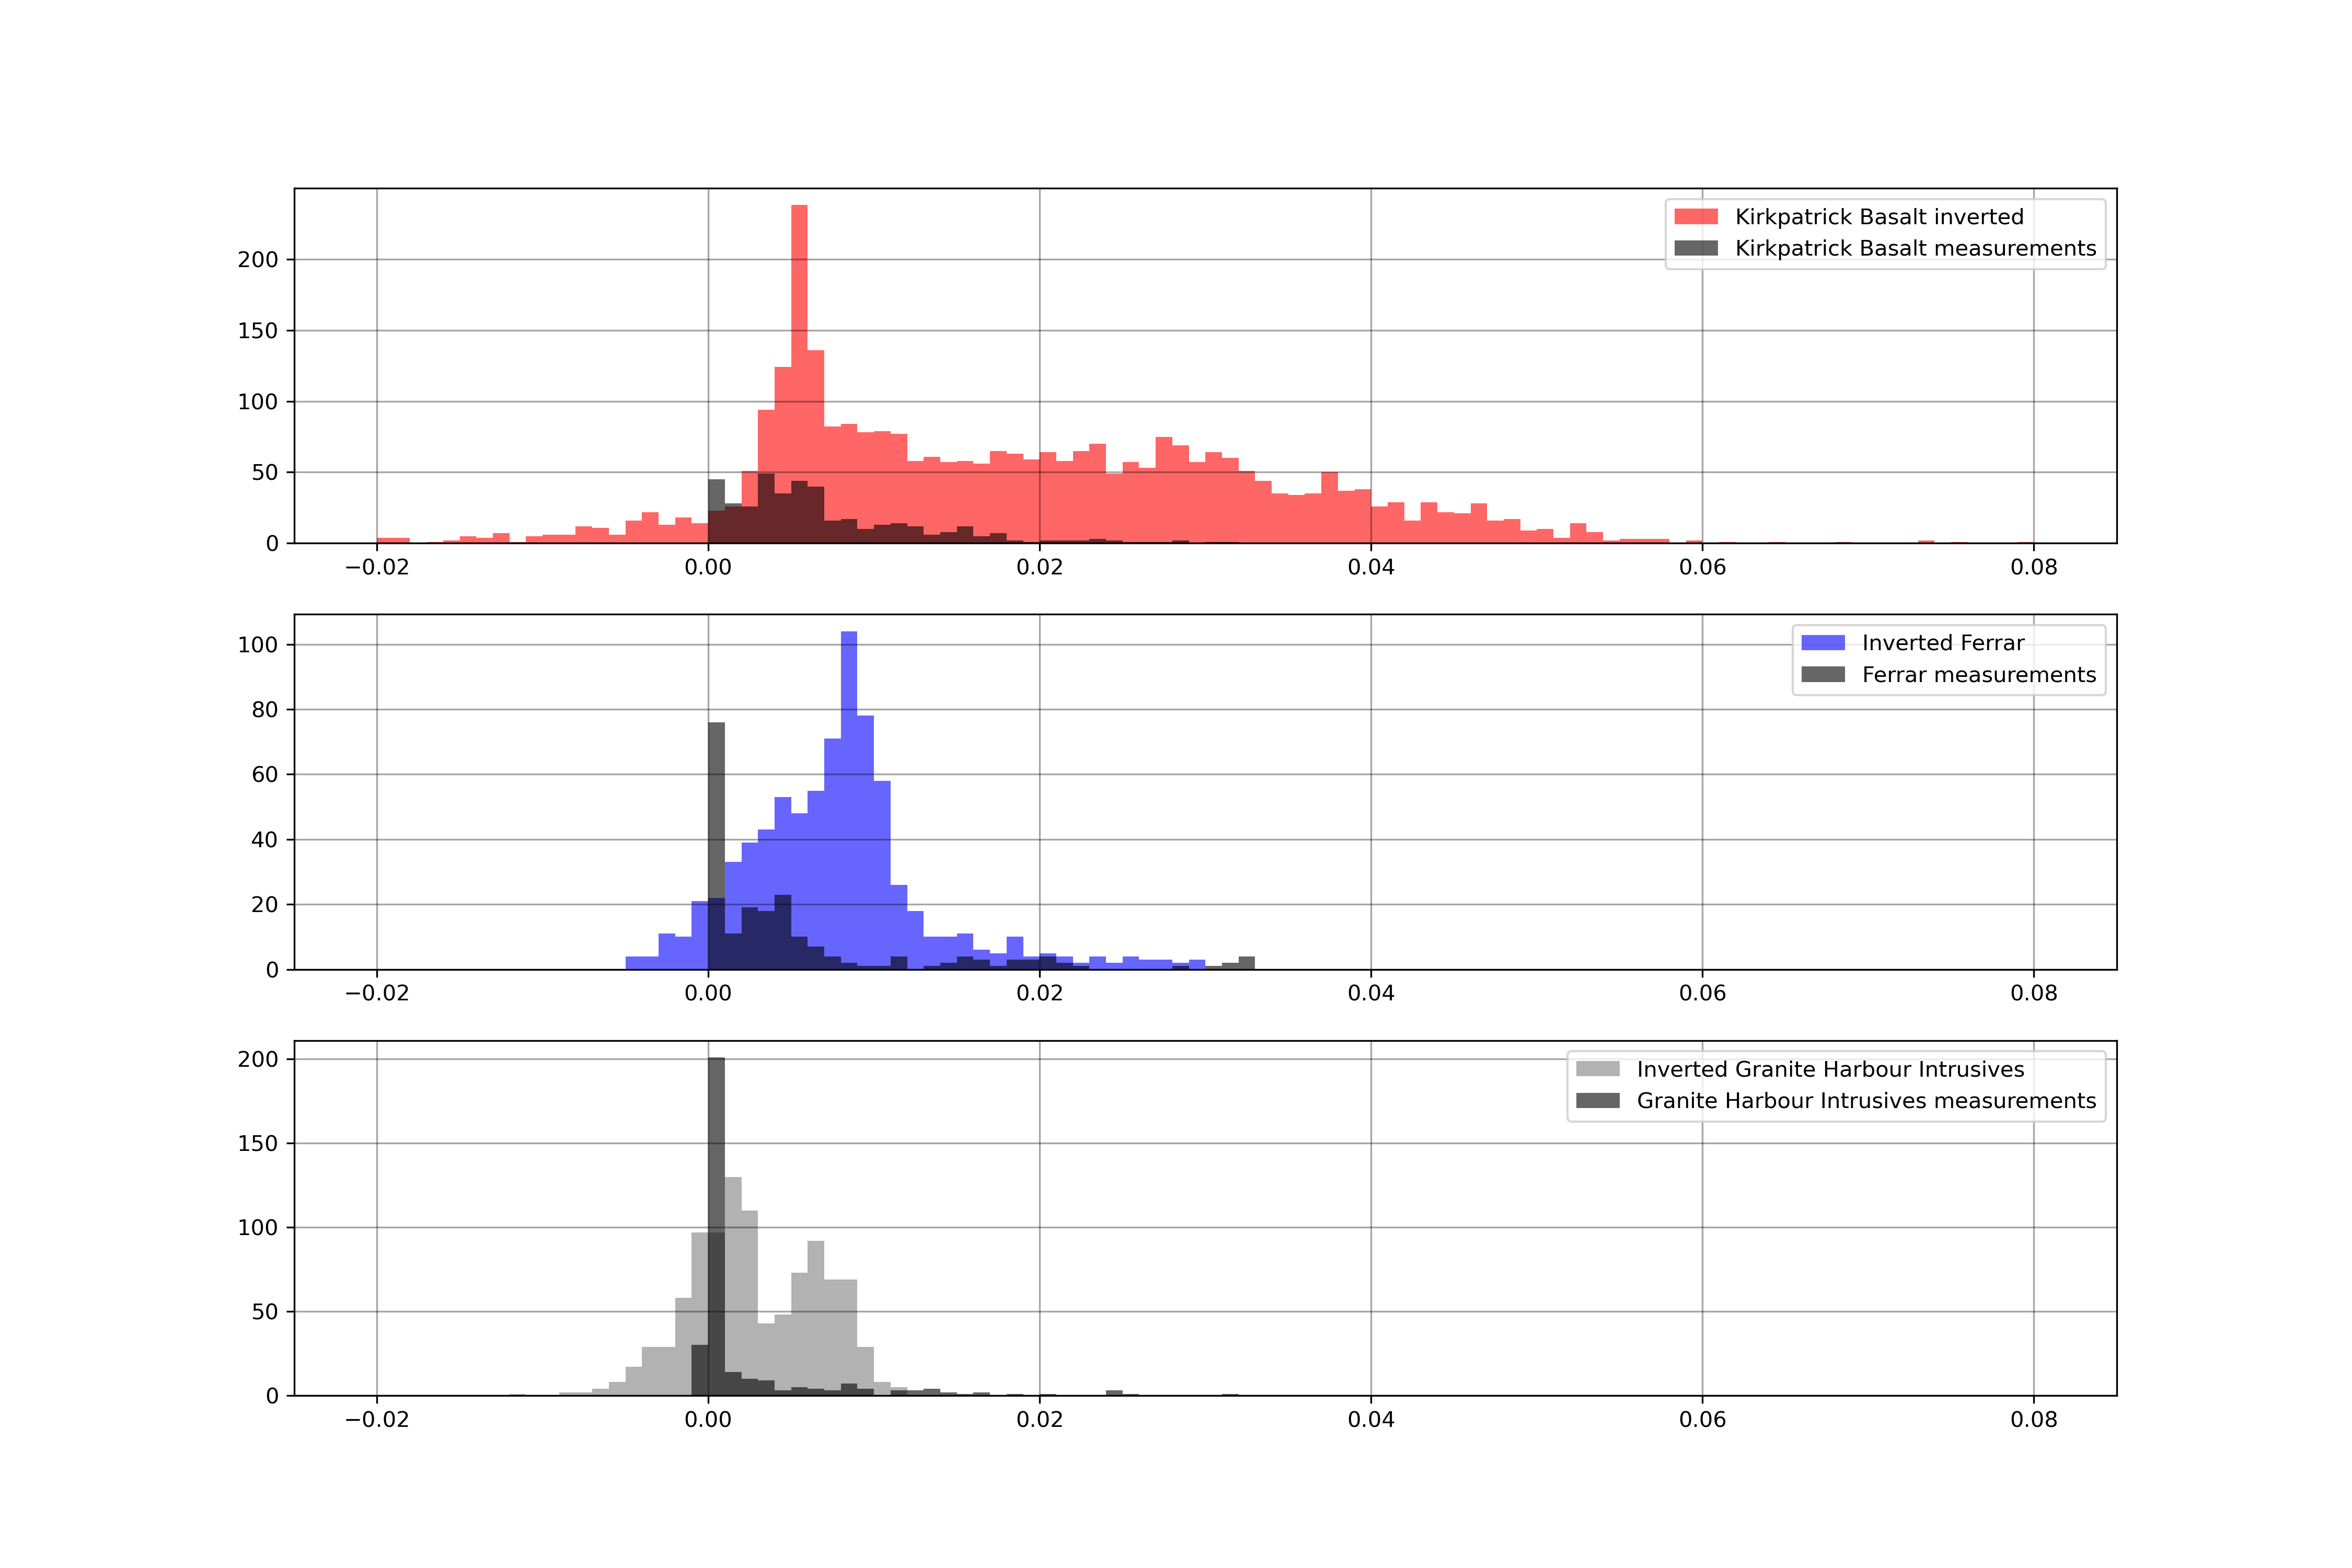 Kirkpatrick Basalt inverted
Kirkpatrick Basalt measurements
200
150
100
50
0
−0.02 0.00 0.02 0.04 0.06 0.08
Inverted Ferrar
Ferrar measurements
100
80
60
40
20
0
−0.02 0.00 0.02 0.04 0.06 0.08
Inverted Granite Harbour Intrusives
Granite Harbour Intrusives measurements
200
150
100
50
0
−0.02 0.00 0.02 0.04 0.06 0.08